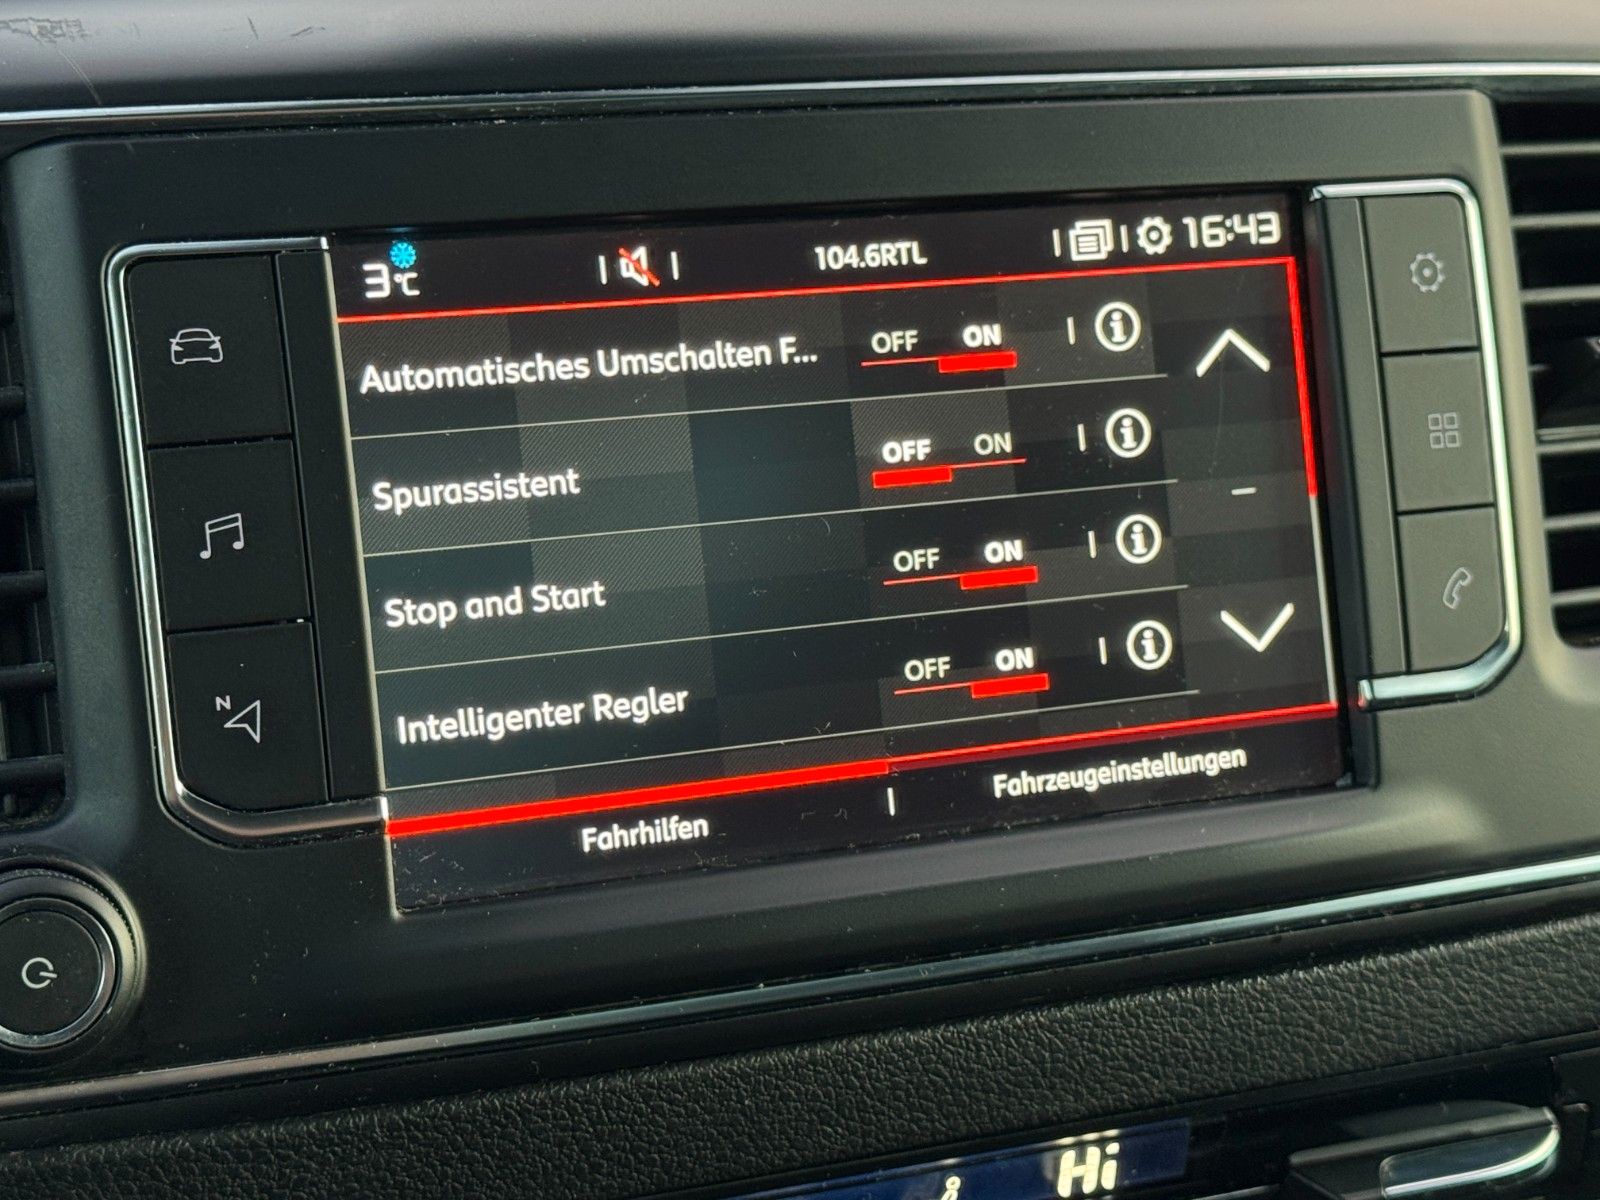 3°C
104.6RTL
16:43
Automatisches Umschalten F...
OFF ON
Spurassistent
OFF ON
Stop and Start
OFF ON
Intelligenter Regler
OFF ON
Fahrhilfen
Fahrzeugeinstellungen
N
Hi